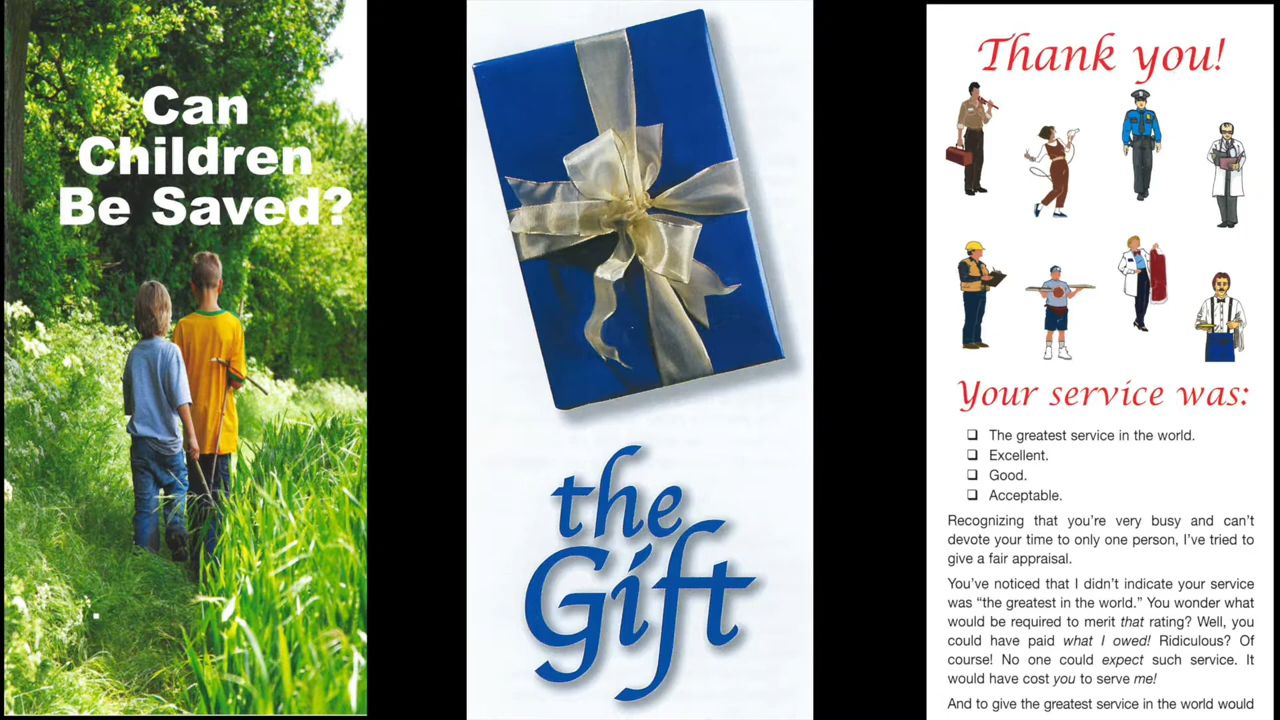 Can
Children
Be Saved?
the
Gift
Thank you!
Your service was:
❑ The greatest service in the world.
❑ Excellent.
❑ Good.
❑ Acceptable.
Recognizing that you're very busy and can't
devote your time to only one person, I've tried to
give a fair appraisal.
You've noticed that I didn't indicate your service
was “the greatest in the world.” You wonder what
would be required to merit that rating? Well, you
could have paid what I owed! Ridiculous? Of
course! No one could expect such service. It
would have cost you to serve me!
And to give the greatest service in the world would